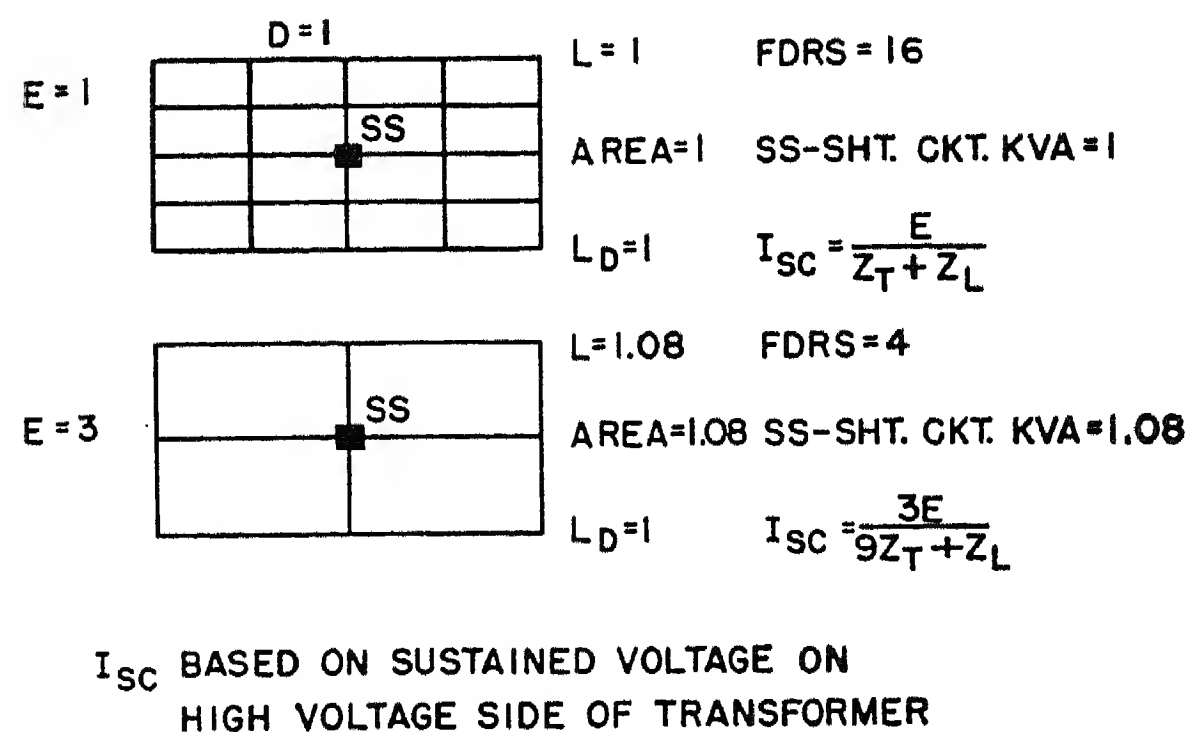 D=1
L=1 FDRS=16
E=1
SS
AREA=1 SS-SHT. CKT. KVA=1
L_D=1 I_SC = E / Z_T + Z_L
L=1.08 FDRS=4
SS
E=3 AREA=1.08 SS-SHT. CKT. KVA=1.08
L_D=1 I_SC = 3E / 9Z_T + Z_L
I_SC BASED ON SUSTAINED VOLTAGE ON
HIGH VOLTAGE SIDE OF TRANSFORMER